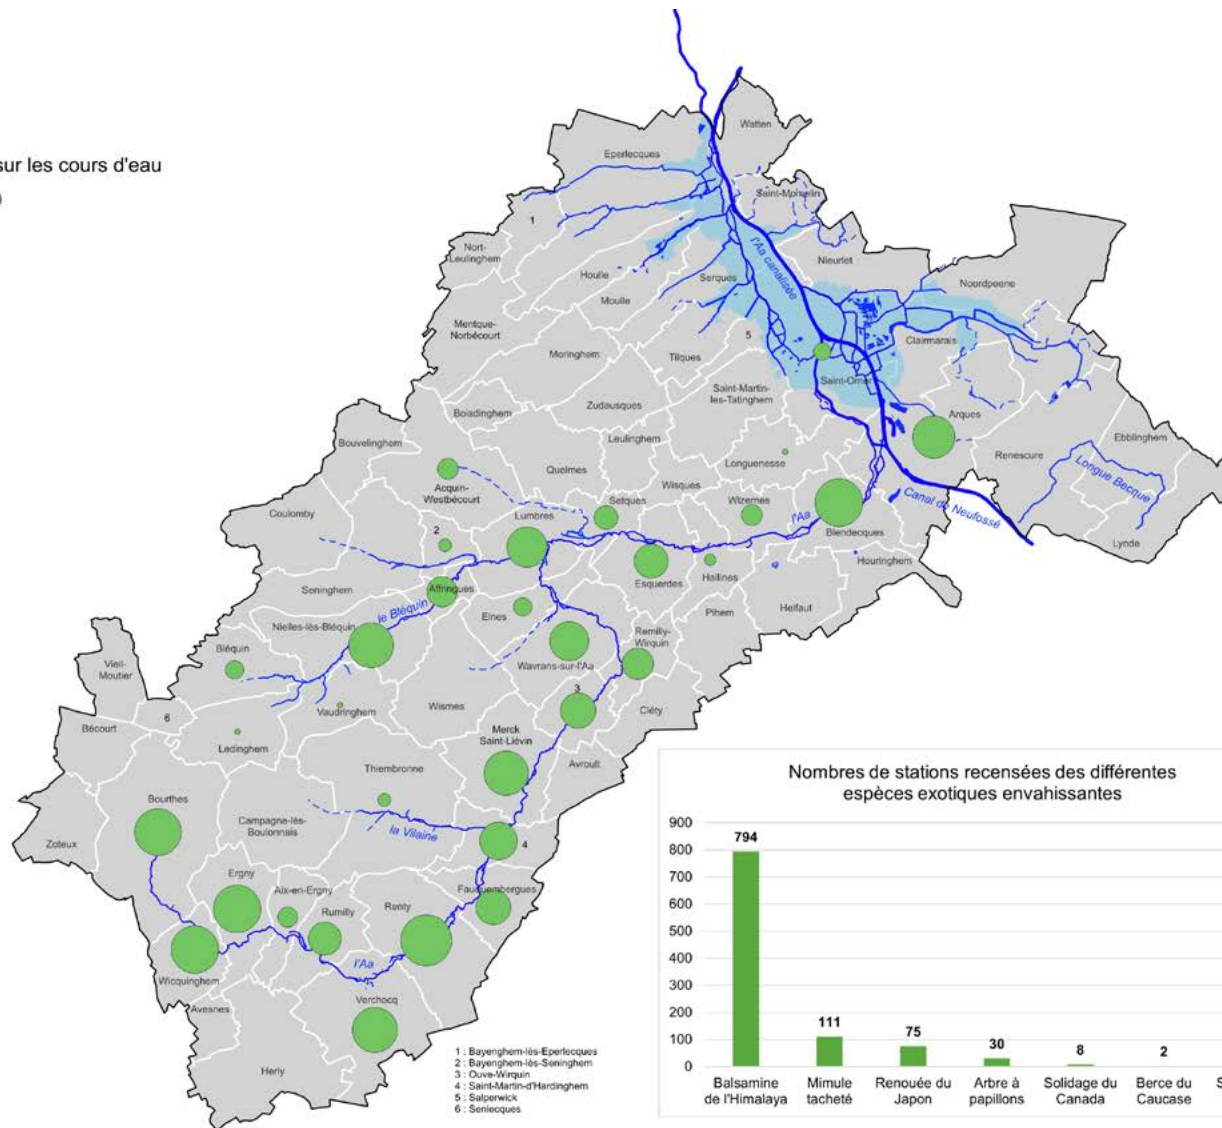 sur les cours d'eau
)
Watten
Eperlecques
Saint-Momelin
1
Nort-
Leulinghem
l'Aa canalisée
Nieurlet
Houlle
Serques
Noordpeene
Moulle
Mentque-
Norbécourt
5
Clairmarais
Moringhem
Tilques
Saint-Omer
Saint-Martin-
les-Tatinghem
Zudausques
Boisdinghem
Arques
Leulinghem
Ebblinghem
Bouvelinghem
Longuenesse
Renescure
Longue Becque
Quelmes
Wisques
Acquin-
Westbécourt
Setques
Wizernes
Coulomby
Lumbres
l'Aa
Canal de Neufossé
2
Blendecques
Lynde
Heuringhem
Esquerdes
Hallines
Seninghem
Affringues
le Bléquin
Elnes
Pihem
Helfaut
Nielles-lès-Bléquin
Remilly-
Wirquin
Bléquin
Vieil-
Moutier
Wavrans-sur-l'Aa
3
Vaudringhem
Wismes
Cléty
6
Bécourt
Ledinghem
Merck
Saint-Liévin
Thiembronne
Avroult
Bourthes
Campagne-lès-
Boulonnais
la Vilaine
Zoteux
4
Ergny
Aix-en-Ergny
Fauquembergues
Renty
Rumilly
l'Aa
Wicquinghem
Verchocq
Avesnes
Herly
1 : Bayenghem-lès-Eperlecques
2 : Bayenghem-lès-Seninghem
3 : Ouve-Wirquin
4 : Saint-Martin-d'Hardinghem
5 : Salperwick
6 : Senlecques
Nombres de stations recensées des différentes
espèces exotiques envahissantes
900
800
700
600
500
400
300
200
100
0
794
111
75
30
8
2
Balsamine
de l'Himalaya
Mimule
tacheté
Renouée du
Japon
Arbre à
papillons
Solidage du
Canada
Berce du
Caucase
S